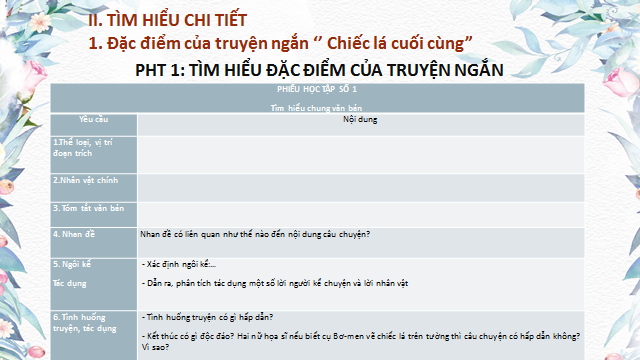 II. TÌM HIỂU CHI TIẾT
1. Đặc điểm của truyện ngắn ‘’ Chiếc lá cuối cùng”
PHT 1: TÌM HIỂU ĐẶC ĐIỂM CỦA TRUYỆN NGẮN
PHIẾU HỌC TẬP SỐ 1
Tìm hiểu chung văn bản
Yêu cầu
Nội dung
1.Thể loại, vị trí
đoạn trích
2.Nhân vật chính
3. Tóm tắt văn bản
4. Nhan đề
Nhan đề có liên quan như thế nào đến nội dung câu chuyện?
5. Ngôi kể
Tác dụng
- Xác định ngôi kể:...
- Dẫn ra, phân tích tác dụng một số lời người kể chuyện và lời nhân vật
6. Tình huống
truyện, tác dụng
- Tình huống truyện có gì hấp dẫn?
- Kết thúc có gì độc đáo? Hai nữ họa sĩ nếu biết cụ Bơ-men vẽ chiếc lá trên tường thì câu chuyện có hấp dẫn không?
Vì sao?